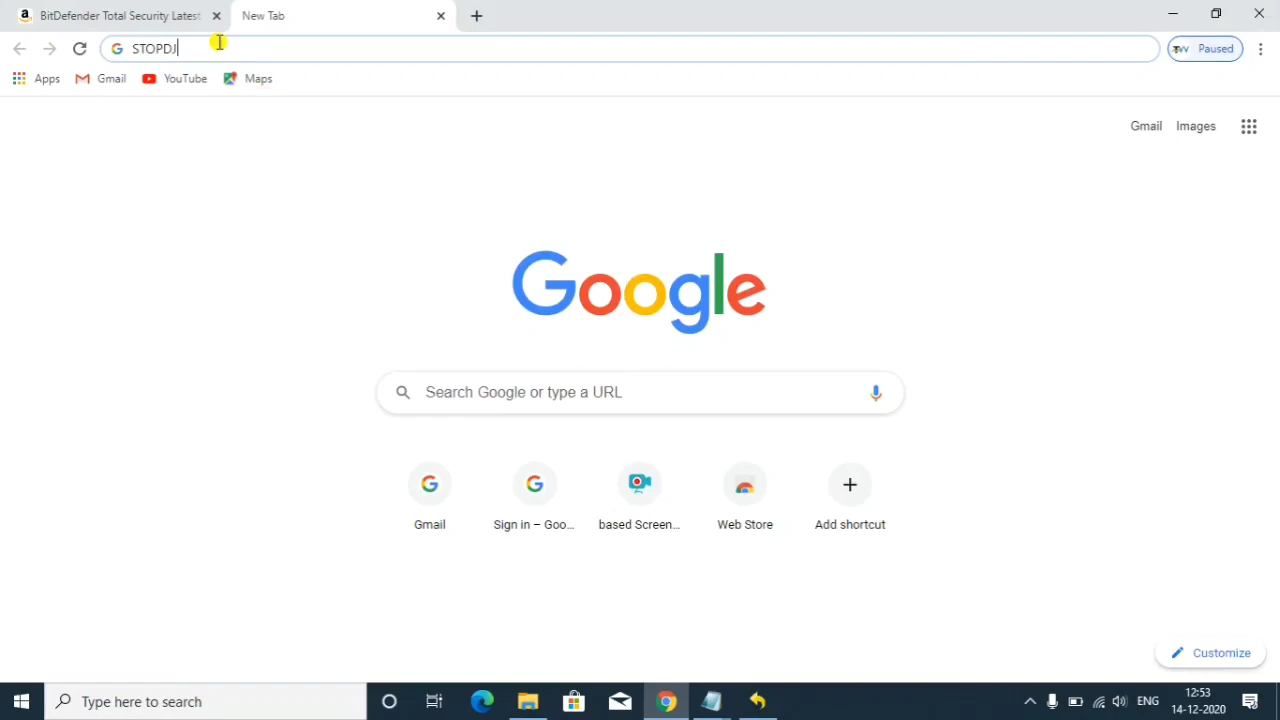 BitDefender Total Security Latest
New Tab
STOPDJ
Paused
Apps
Gmail
YouTube
Maps
Gmail
Images
Google
Search Google or type a URL
Gmail
Sign in – Goo...
based Screen...
Web Store
Add shortcut
Customize
Type here to search
ENG
12:53
14-12-2020